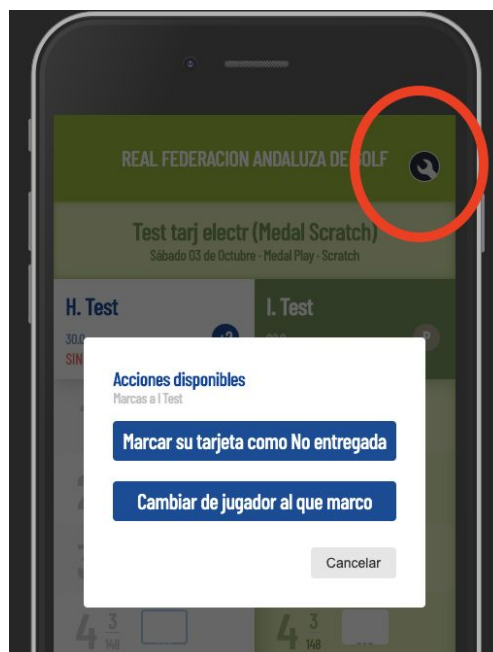 REAL FEDERACION ANDALUZA DE GOLF
Test tarj electr (Medal Scratch)
Sábado 03 de Octubre - Medal Play - Scratch
H. Test
I. Test
30.0
SIN
Acciones disponibles
Marcas a I Test
Marcar su tarjeta como No entregada
Cambiar de jugador al que marco
Cancelar
4 3
148
4 3
148